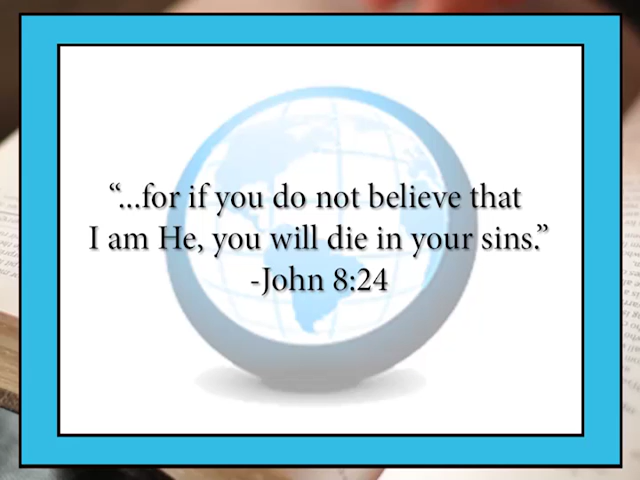 “...for if you do not believe that
I am He, you will die in your sins.”
-John 8:24